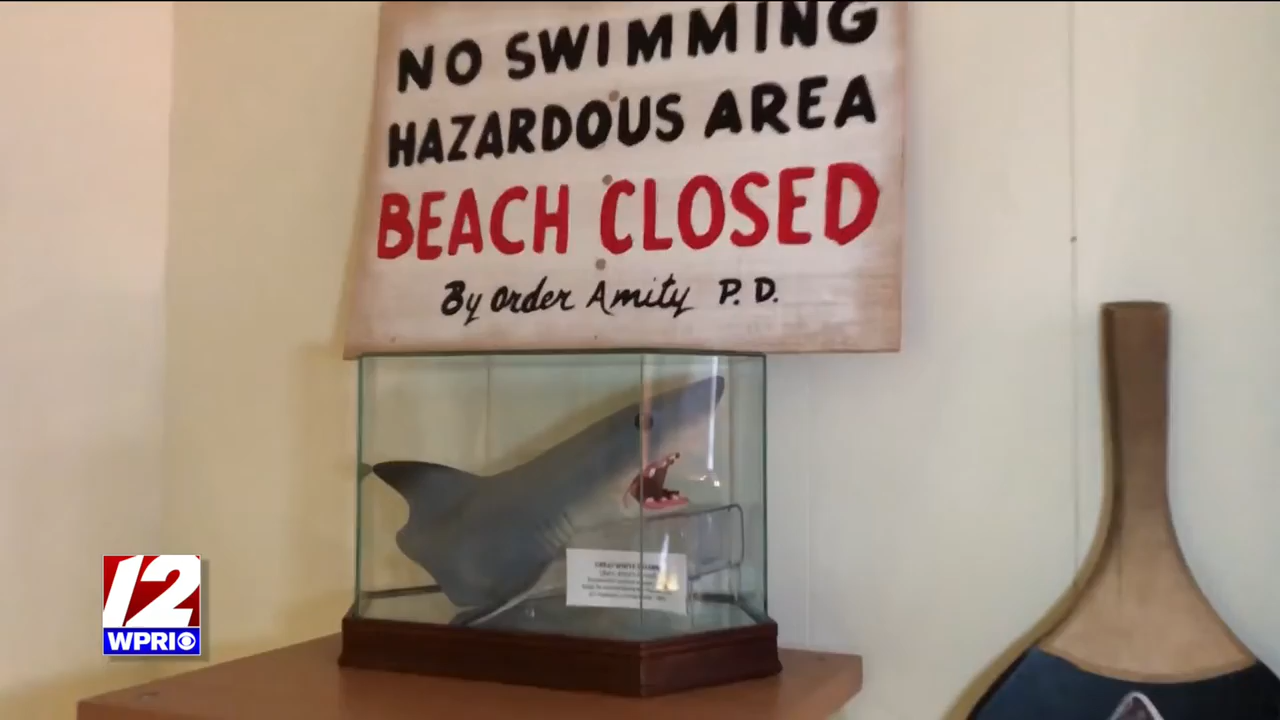 NO SWIMMING
HAZARDOUS AREA
BEACH CLOSED
By Order Amity P. D.
12
WPRI